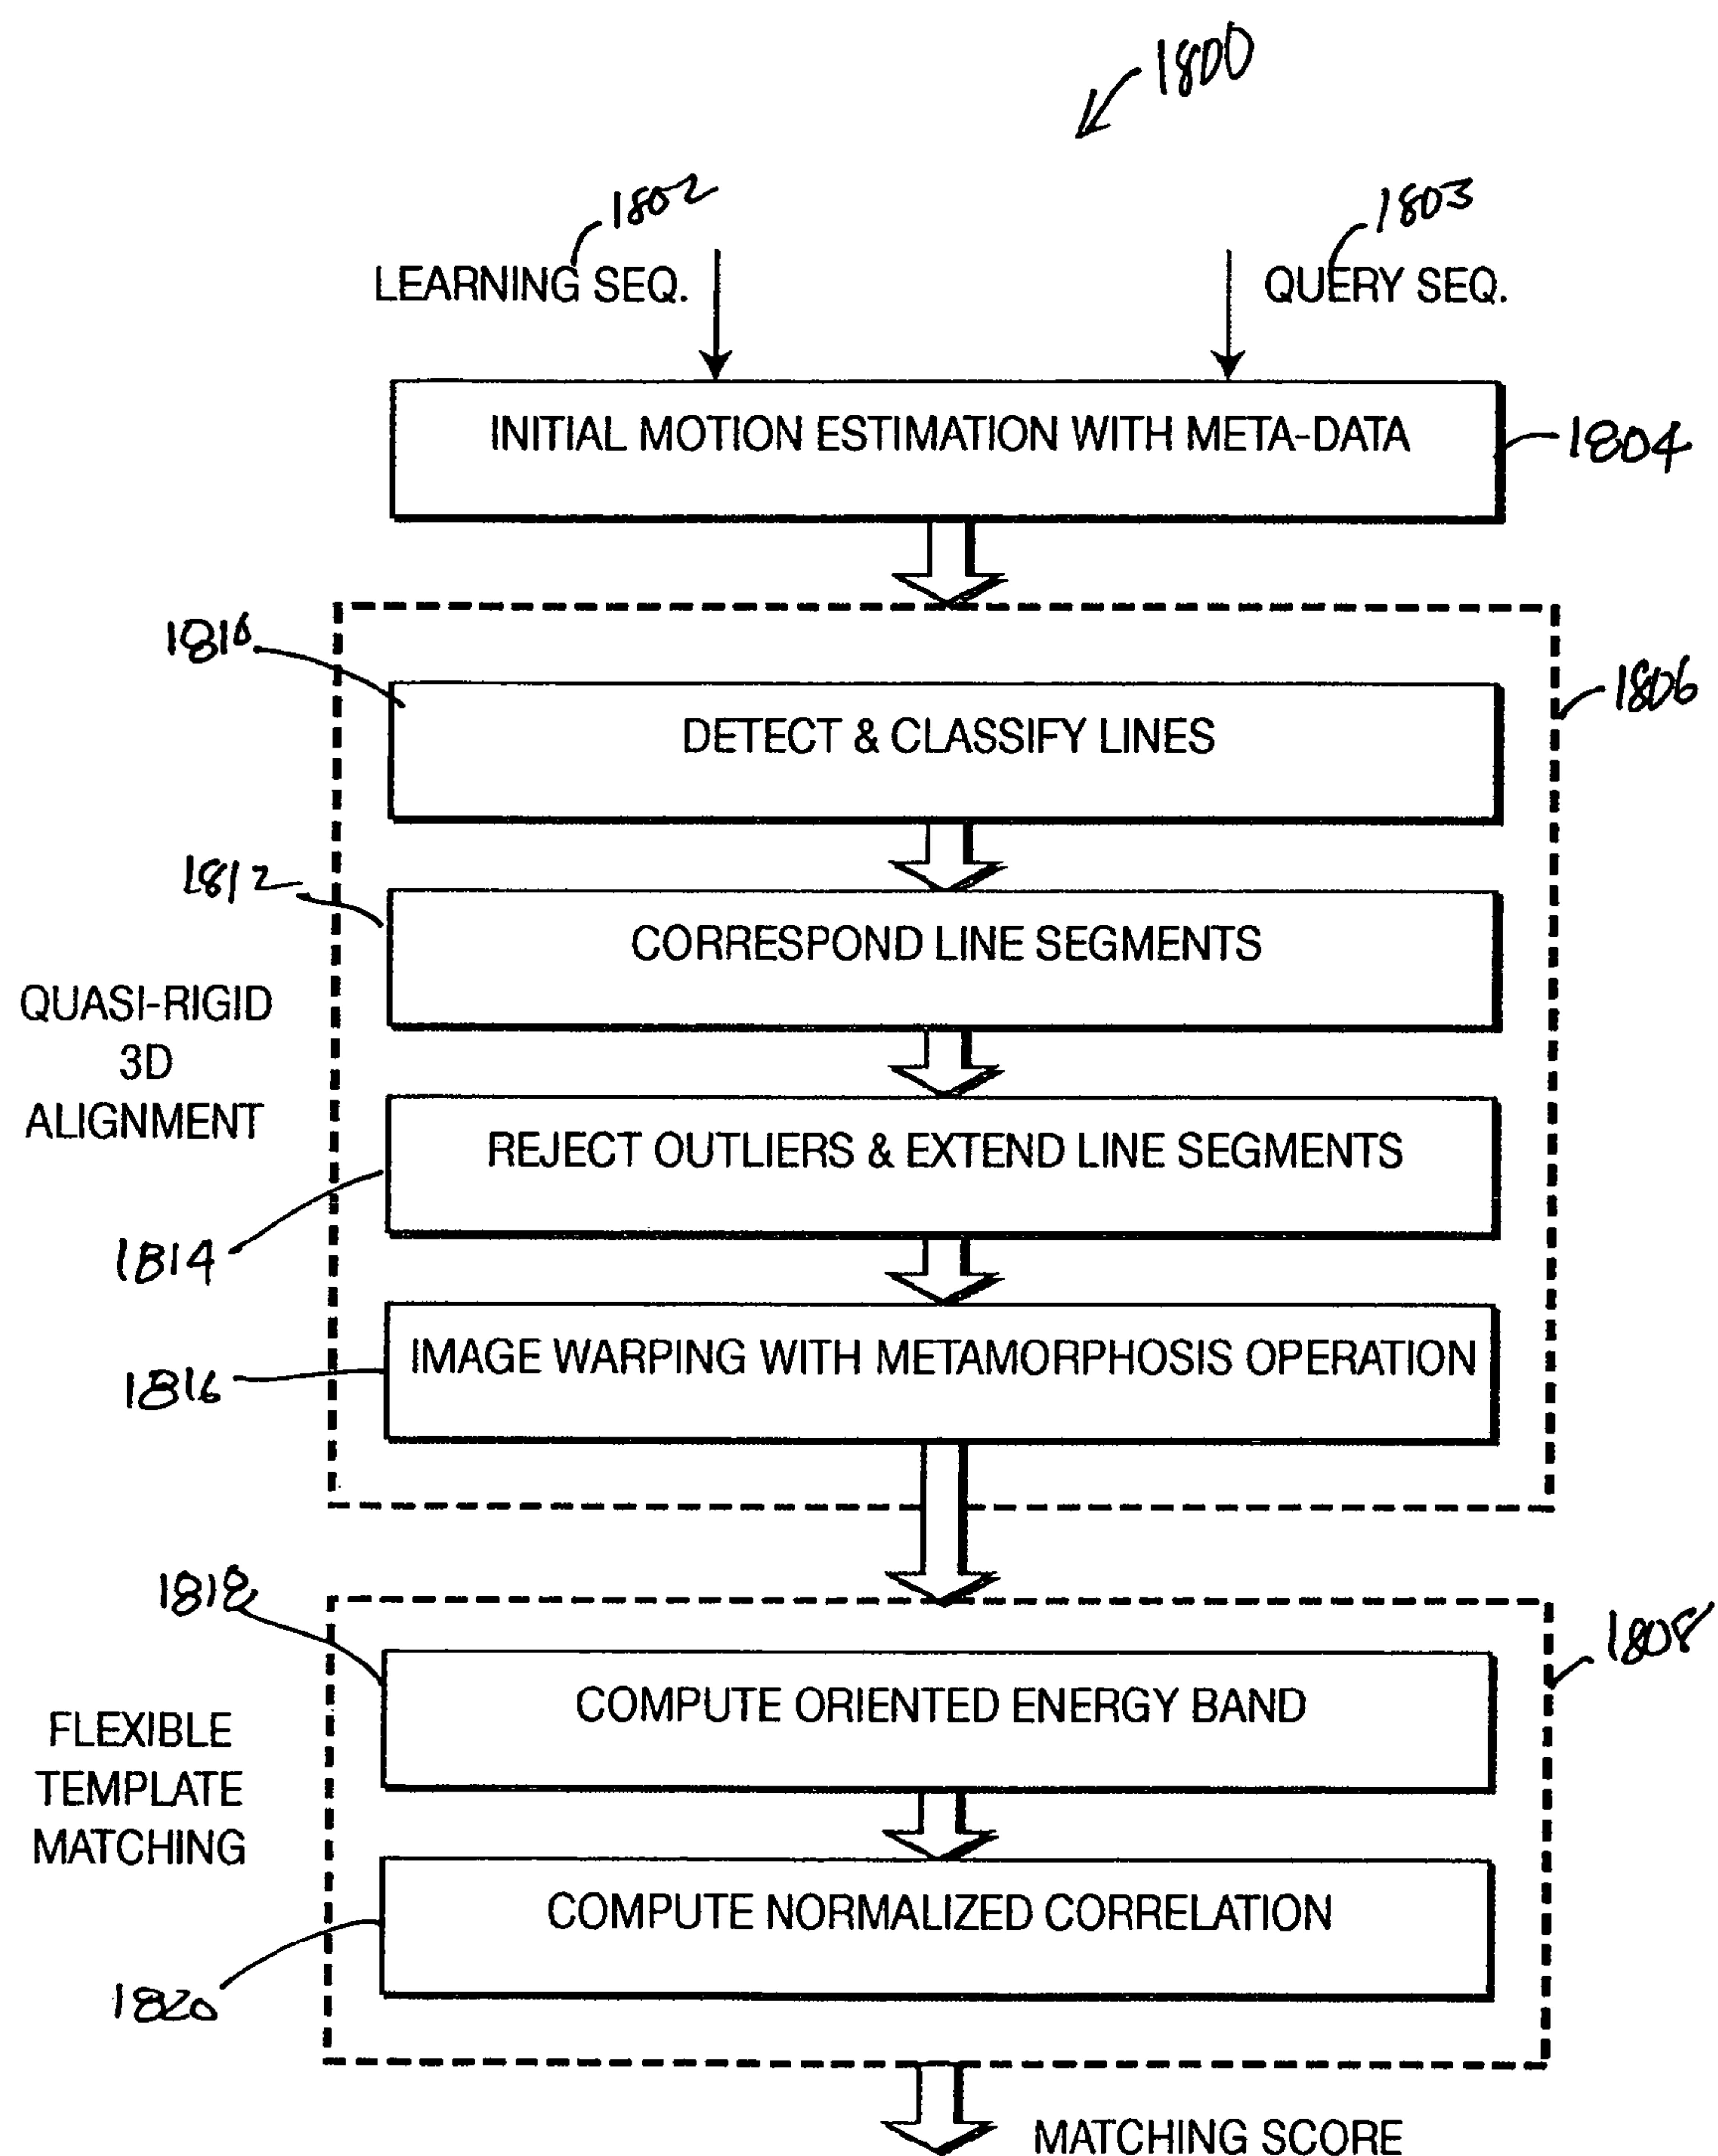 1800
1802
1803
LEARNING SEQ.
QUERY SEQ.
INITIAL MOTION ESTIMATION WITH META-DATA
1804
1810
1806
DETECT & CLASSIFY LINES
1812
CORRESPOND LINE SEGMENTS
QUASI-RIGID
3D
ALIGNMENT
REJECT OUTLIERS & EXTEND LINE SEGMENTS
1814
IMAGE WARPING WITH METAMORPHOSIS OPERATION
1816
1818
1808
COMPUTE ORIENTED ENERGY BAND
FLEXIBLE
TEMPLATE
MATCHING
COMPUTE NORMALIZED CORRELATION
1820
MATCHING SCORE